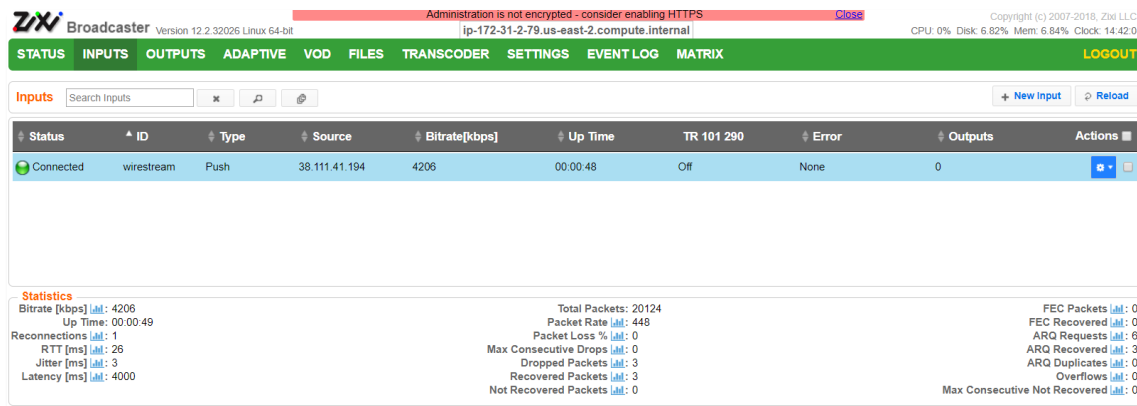 Administration is not encrypted - consider enabling HTTPS Close
ZiXi Broadcaster Version 12.2.32026 Linux 64-bit
ip-172-31-2-79.us-east-2.compute.internal
Copyright (c) 2007-2018, Zixi LLC
CPU: 0% Disk: 6.82% Mem: 6.84% Clock: 14:42:0
STATUS INPUTS OUTPUTS ADAPTIVE VOD FILES TRANSCODER SETTINGS EVENT LOG MATRIX LOGOUT
Inputs Search Inputs + New Input Reload
Status ID Type Source Bitrate[kbps] Up Time TR 101 290 Error Outputs Actions
Connected wirestream Push 38.111.41.194 4206 00:00:48 Off None 0
Statistics
Bitrate [kbps] : 4206
Up Time: 00:00:49
Reconnections : 1
RTT [ms] : 26
Jitter [ms] : 3
Latency [ms] : 4000
Total Packets: 20124
Packet Rate : 448
Packet Loss % : 0
Max Consecutive Drops : 0
Dropped Packets : 3
Recovered Packets : 3
Not Recovered Packets : 0
FEC Packets : 0
FEC Recovered : 0
ARQ Requests : 6
ARQ Recovered : 3
ARQ Duplicates : 0
Overflows : 0
Max Consecutive Not Recovered : 0